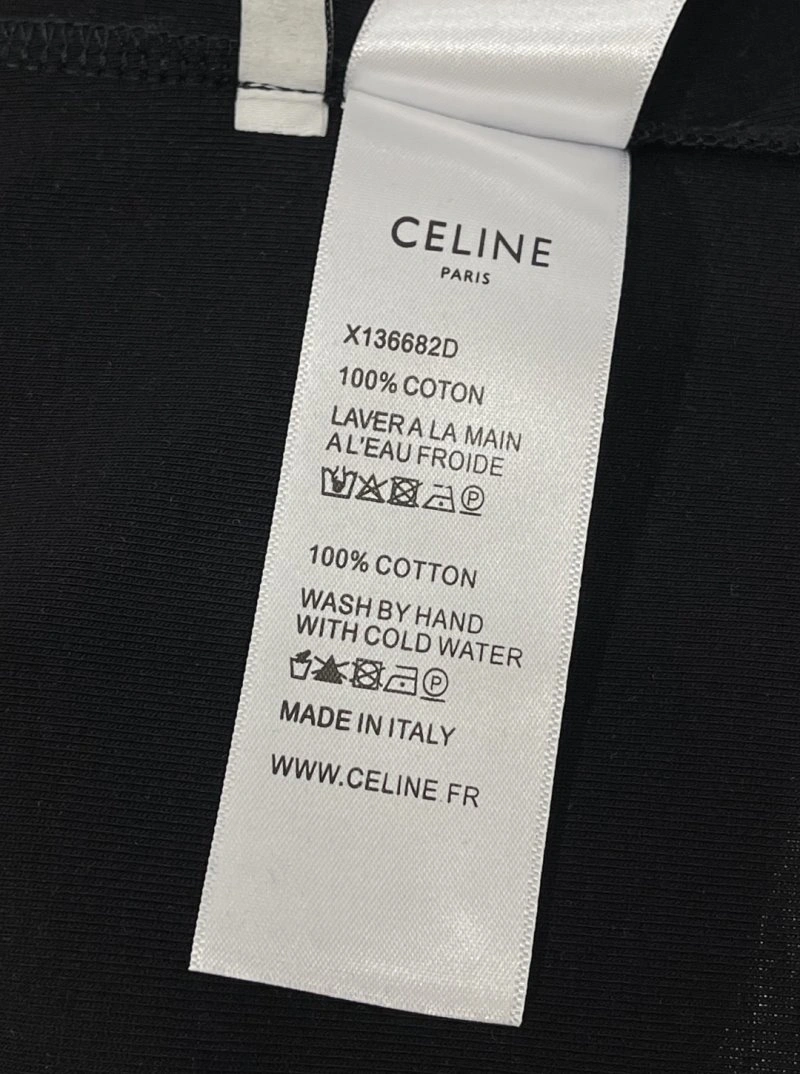 CELINE
PARIS
X136682D
100% COTON
LAVER A LA MAIN
A L'EAU FROIDE
P
100% COTTON
WASH BY HAND
WITH COLD WATER
P
MADE IN ITALY
WWW.CELINE.FR